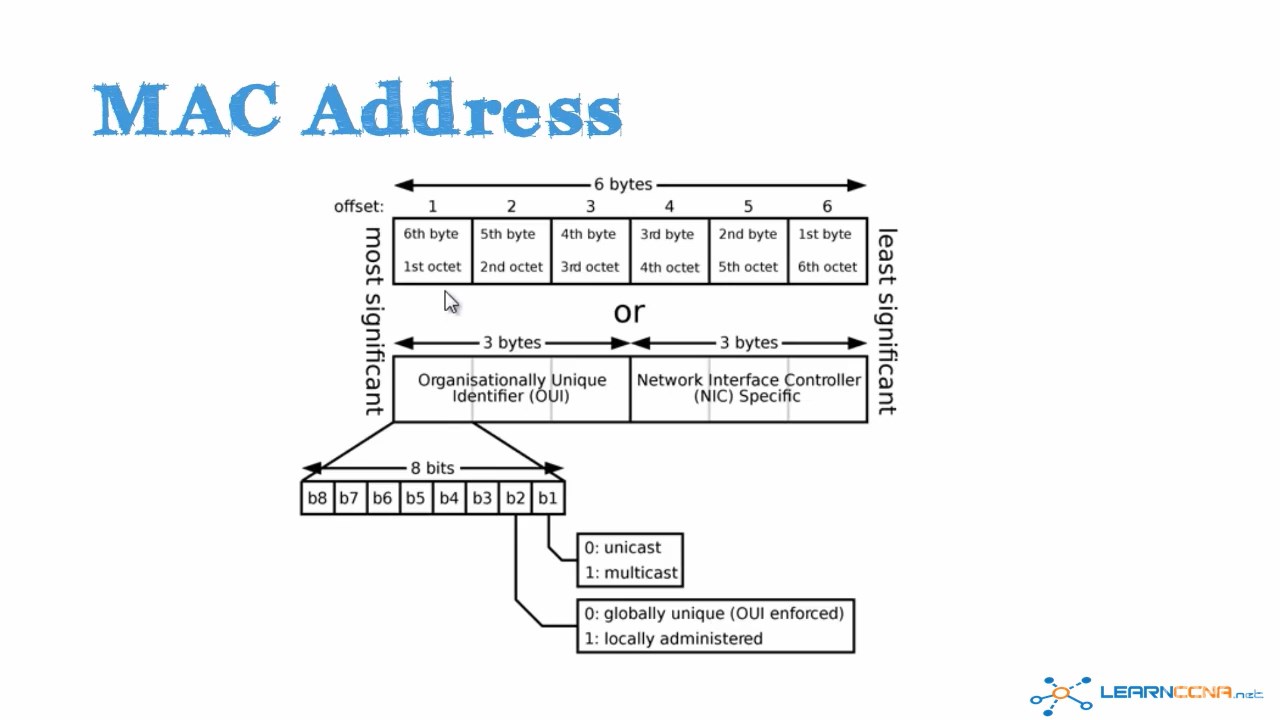 MAC Address
6 bytes
offset: 1 2 3 4 5 6
most significant
6th byte 5th byte 4th byte 3rd byte 2nd byte 1st byte
1st octet 2nd octet 3rd octet 4th octet 5th octet 6th octet
least significant
or
3 bytes 3 bytes
Organisationally Unique
Identifier (OUI)
Network Interface Controller
(NIC) Specific
8 bits
b8 b7 b6 b5 b4 b3 b2 b1
0: unicast
1: multicast
0: globally unique (OUI enforced)
1: locally administered
LEARNCCNA.net